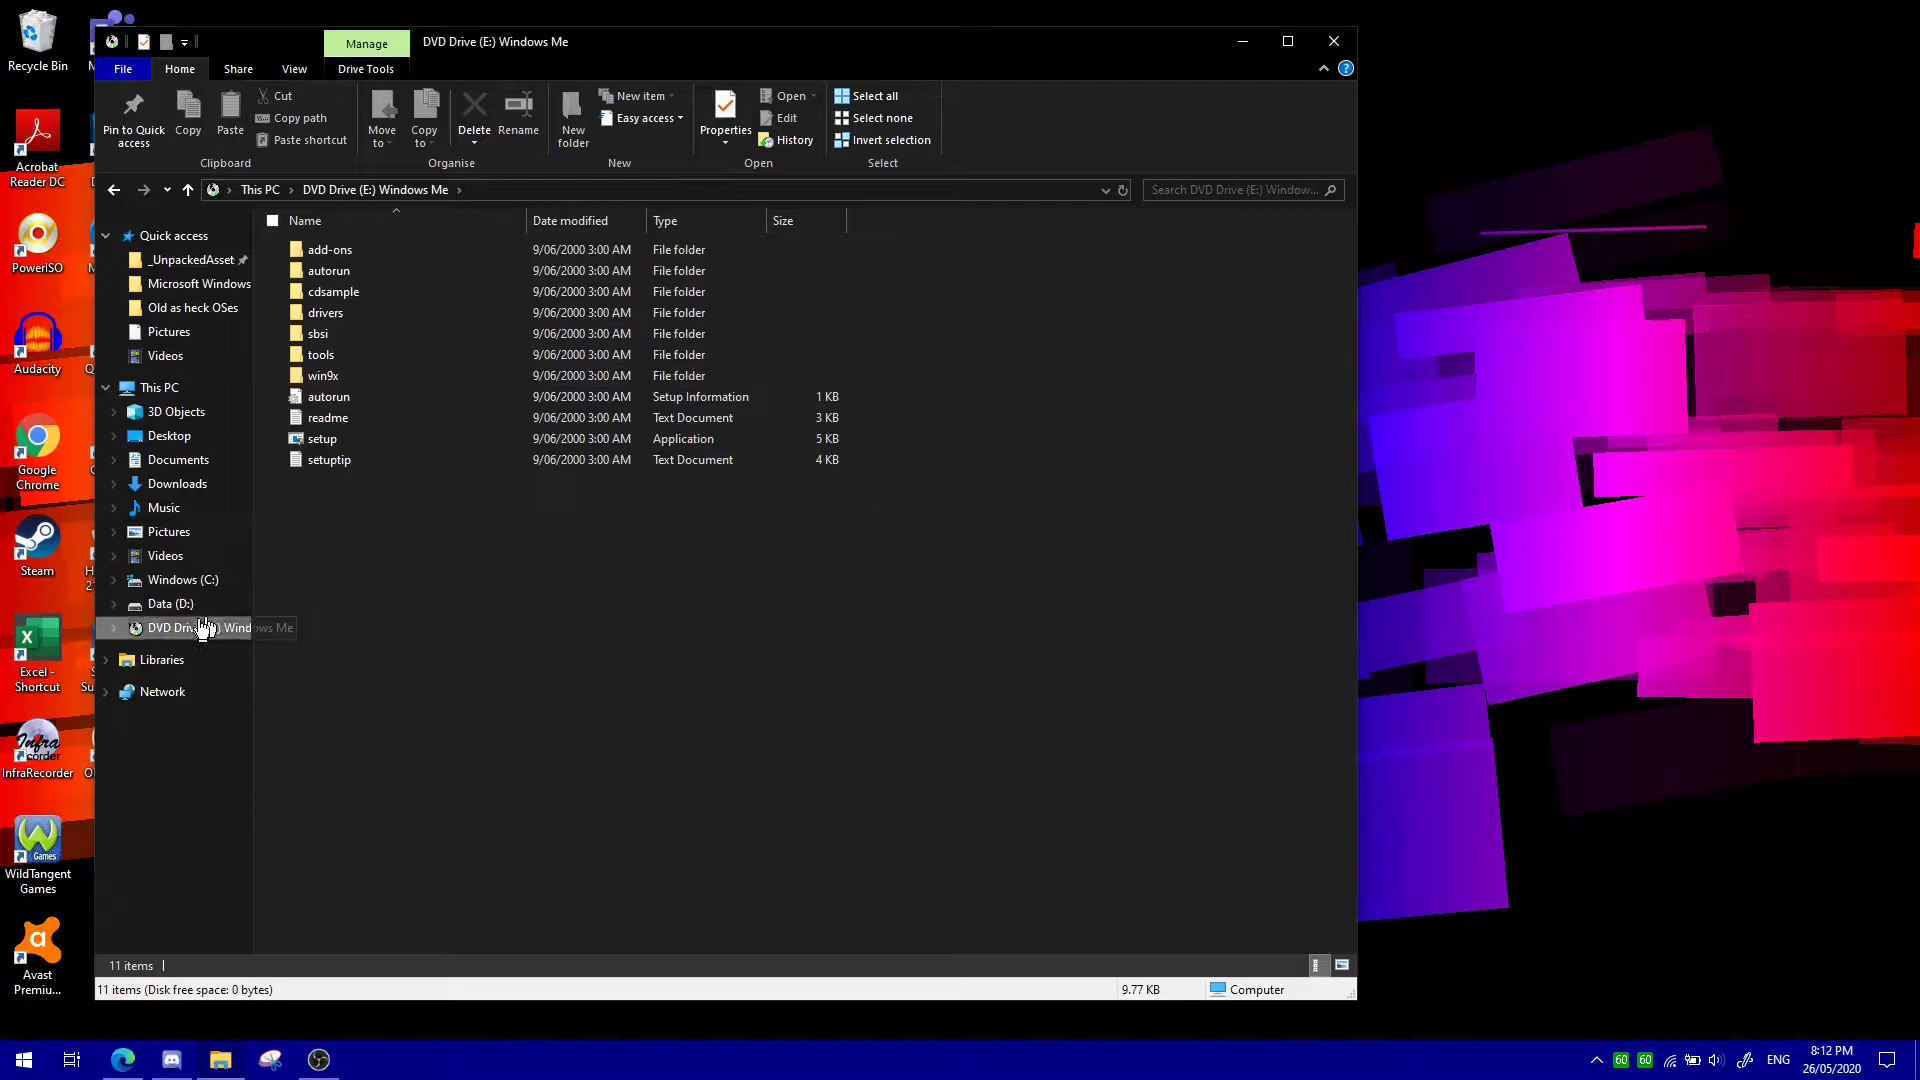 Recycle Bin
Acrobat
Reader DC
PowerISO
Audacity
Google
Chrome
Steam
Excel -
Shortcut
InfraRecorder
WildTangent
Games
Avast
Premiu...
Manage
DVD Drive (E:) Windows Me
File
Home
Share
View
Drive Tools
Pin to Quick
access
Copy
Paste
Cut
Copy path
Paste shortcut
Clipboard
Move
to
Copy
to
Delete
Rename
Organise
New
folder
New item
Easy access
New
Properties
Open
Edit
History
Open
Select all
Select none
Invert selection
Select
This PC
DVD Drive (E:) Windows Me
Search DVD Drive (E:) Window...
Name
Date modified
Type
Size
Quick access
_UnpackedAsset
Microsoft Windows
Old as heck OSes
Pictures
Videos
This PC
3D Objects
Desktop
Documents
Downloads
Music
Pictures
Videos
Windows (C:)
Data (D:)
Windows Me
Libraries
Network
add-ons 9/06/2000 3:00 AM File folder
autorun 9/06/2000 3:00 AM File folder
cdsample 9/06/2000 3:00 AM File folder
drivers 9/06/2000 3:00 AM File folder
sbsi 9/06/2000 3:00 AM File folder
tools 9/06/2000 3:00 AM File folder
win9x 9/06/2000 3:00 AM File folder
autorun 9/06/2000 3:00 AM Setup Information 1 KB
readme 9/06/2000 3:00 AM Text Document 3 KB
setup 9/06/2000 3:00 AM Application 5 KB
setuptip 9/06/2000 3:00 AM Text Document 4 KB
11 items
11 items (Disk free space: 0 bytes)
9.77 KB
Computer
60
60
ENG
8:12 PM
26/05/2020